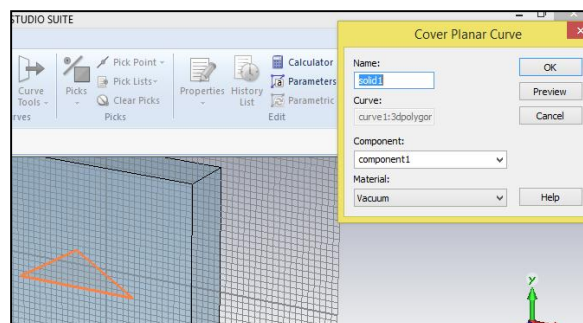 STUDIO SUITE
Curve
Tools
rves
Picks
Pick Point
Pick Lists
Clear Picks
Picks
Properties
History
List
Calculator
Parameters
Parametric
Edit
Cover Planar Curve
Name:
solid1
Curve:
curve1:3dpolygor
Component:
component1
Material:
Vacuum
OK
Preview
Cancel
Help
y